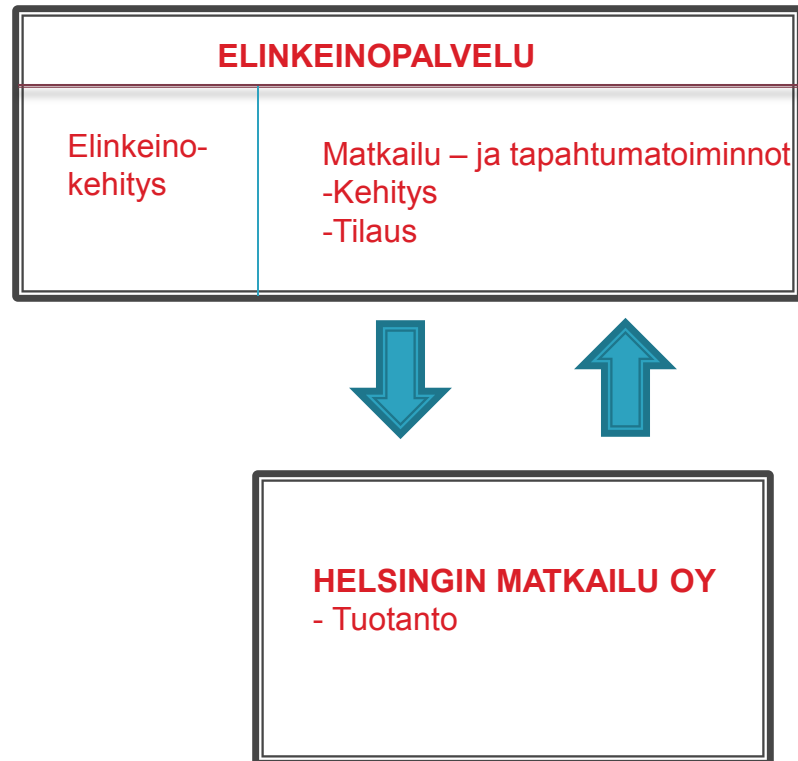 ELINKEINOPALVELU
Elinkeino-
kehitys
Matkailu – ja tapahtumatoiminnot
-Kehitys
-Tilaus
HELSINGIN MATKAILU OY
- Tuotanto